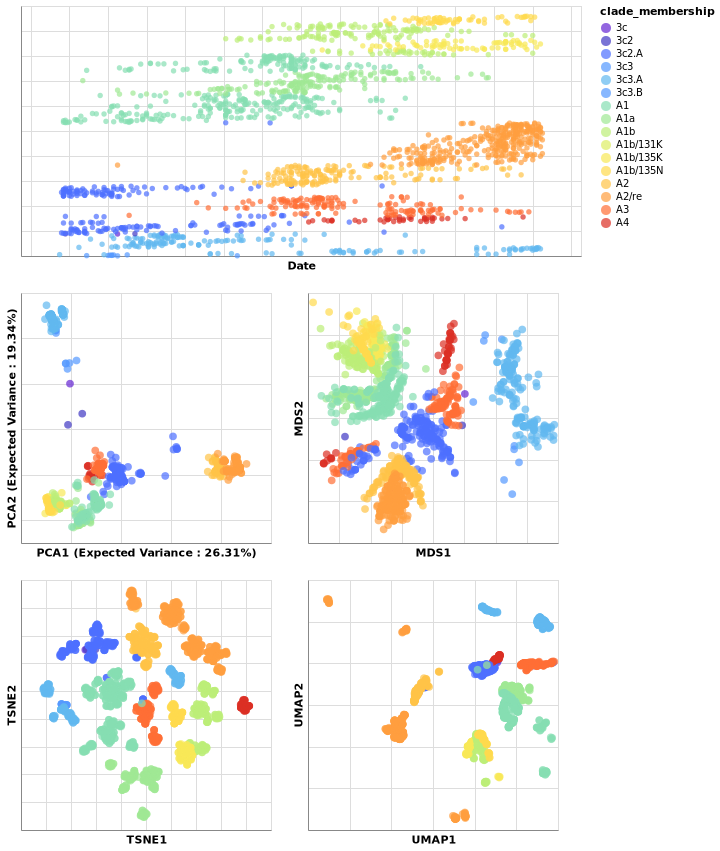 clade_membership
3c
3c2
3c2.A
3c3
3c3.A
3c3.B
A1
A1a
A1b
A1b/131K
A1b/135K
A1b/135N
A2
A2/re
A3
A4
Date
PCA2 (Expected Variance : 19.34%)
PCA1 (Expected Variance : 26.31%)
MDS2
MDS1
TSNE2
TSNE1
UMAP2
UMAP1